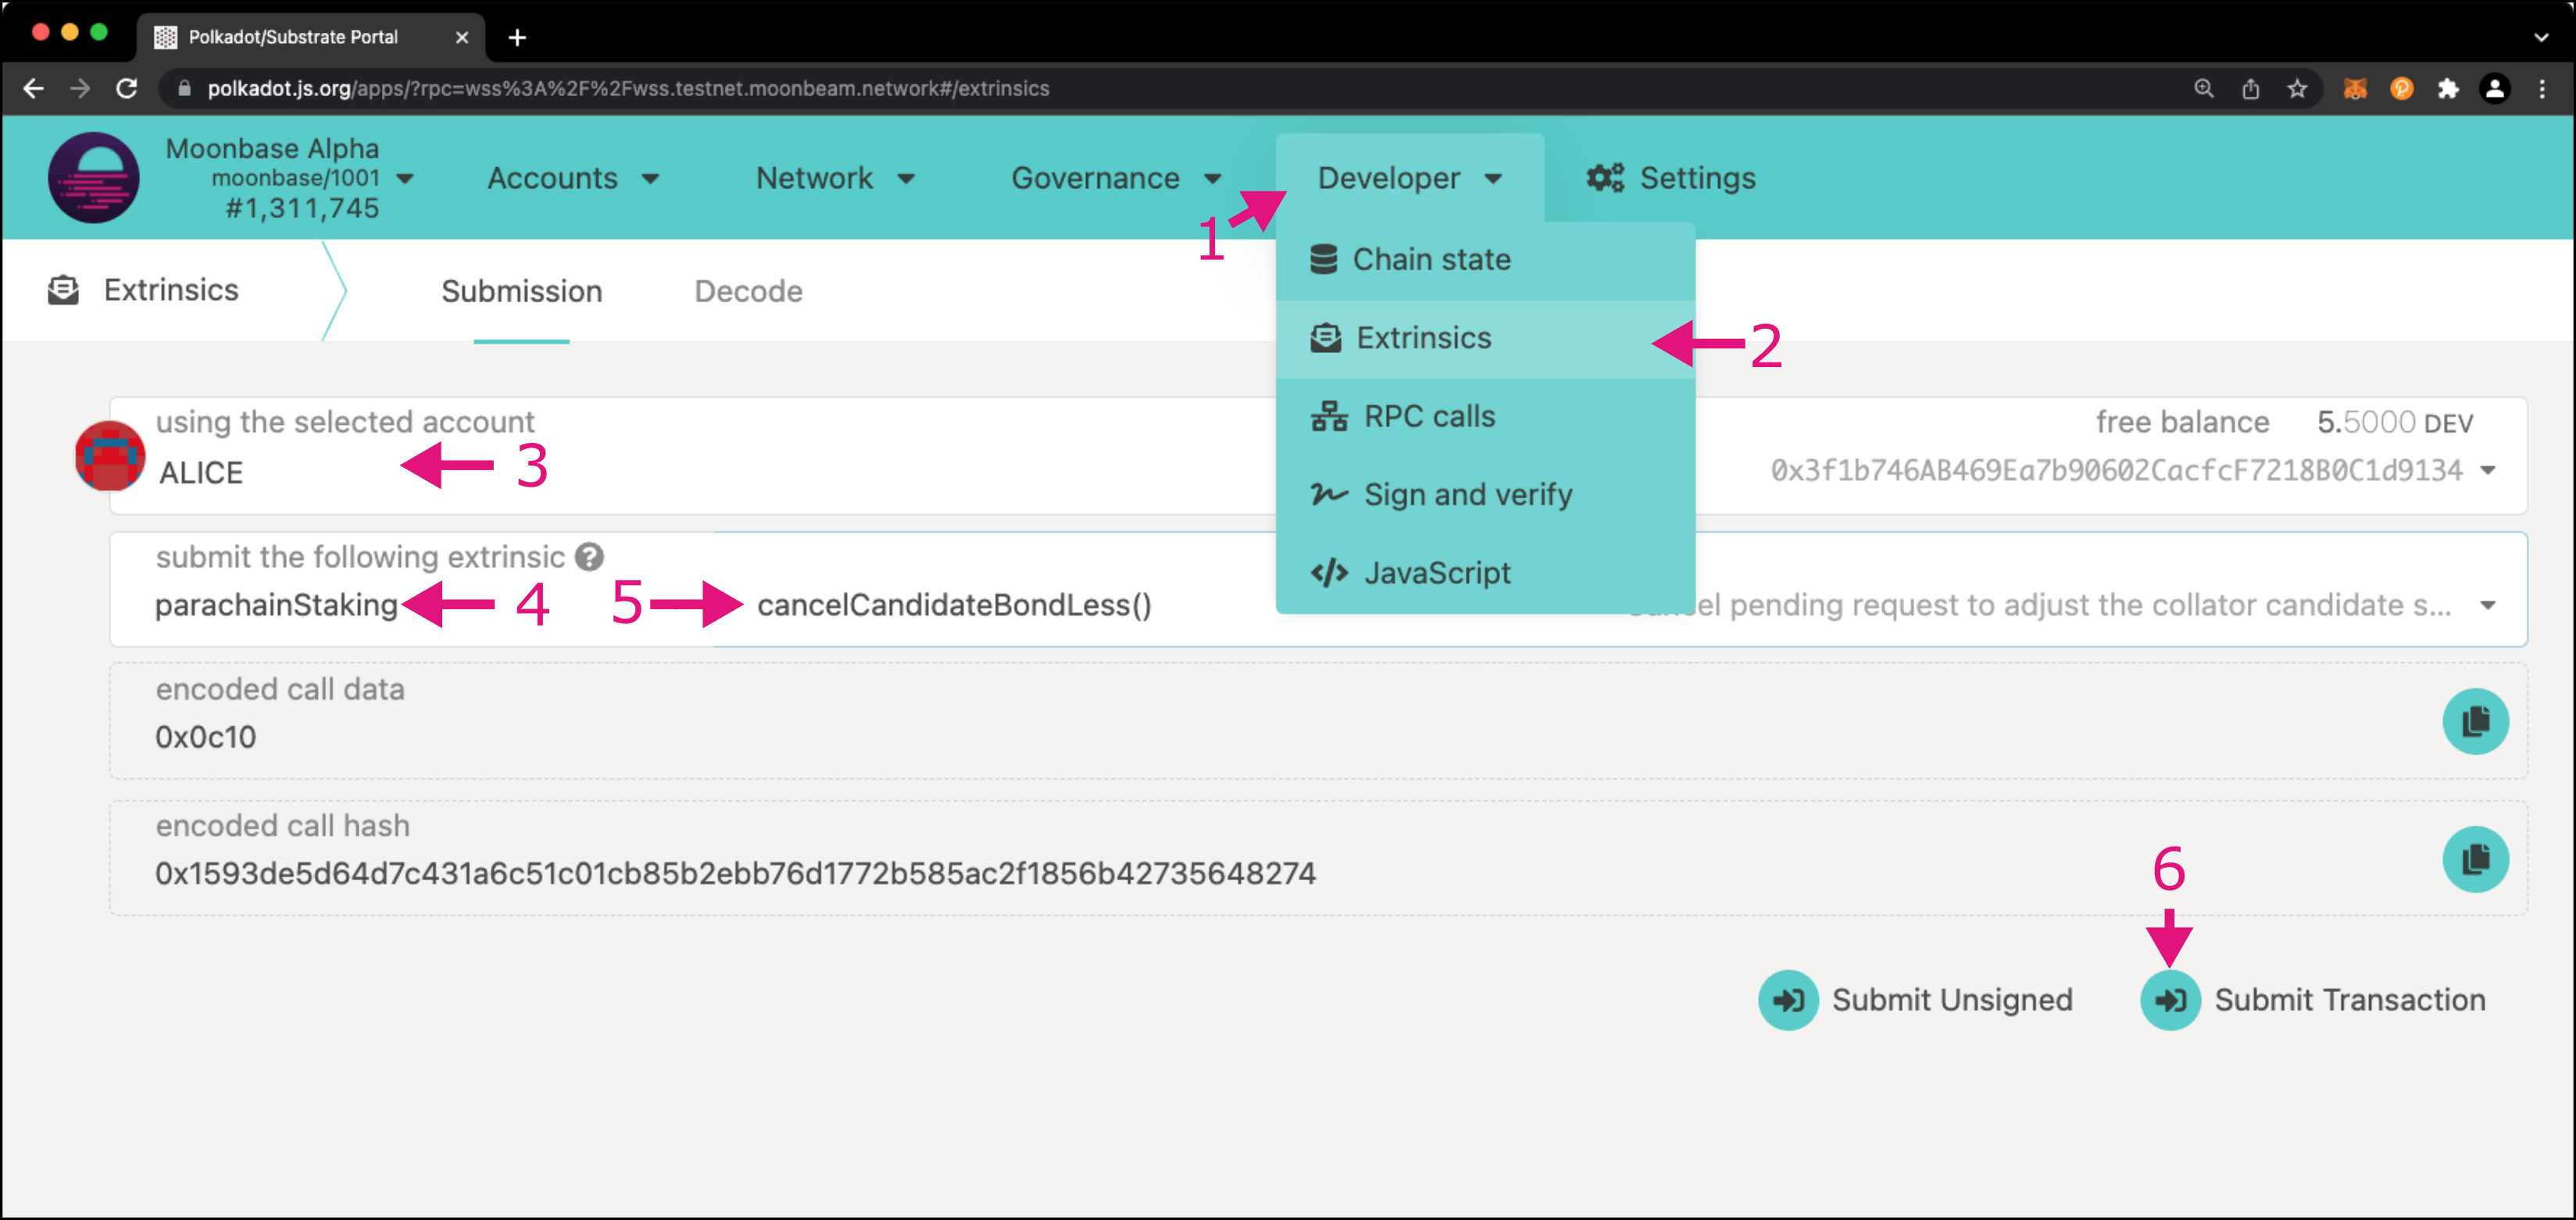 Polkadot/Substrate Portal
polkadot.js.org/apps/?rpc=wss%3A%2F%2Fwss.testnet.moonbeam.network#/extrinsics
Moonbase Alpha
moonbase/1001
#1,311,745
Accounts
Network
Governance
Developer
Settings
1
Chain state
Extrinsics
2
RPC calls
Sign and verify
JavaScript
Extrinsics
Submission
Decode
using the selected account
ALICE
3
free balance 5.5000 DEV
0x3f1b746AB469Ea7b90602CacfcF7218B0C1d9134
submit the following extrinsic ?
parachainStaking 4 5 cancelCandidateBondLess()
pending request to adjust the collator candidate s...
encoded call data
0x0c10
encoded call hash
0x1593de5d64d7c431a6c51c01cb85b2ebb76d1772b585ac2f1856b42735648274
6
Submit Unsigned
Submit Transaction